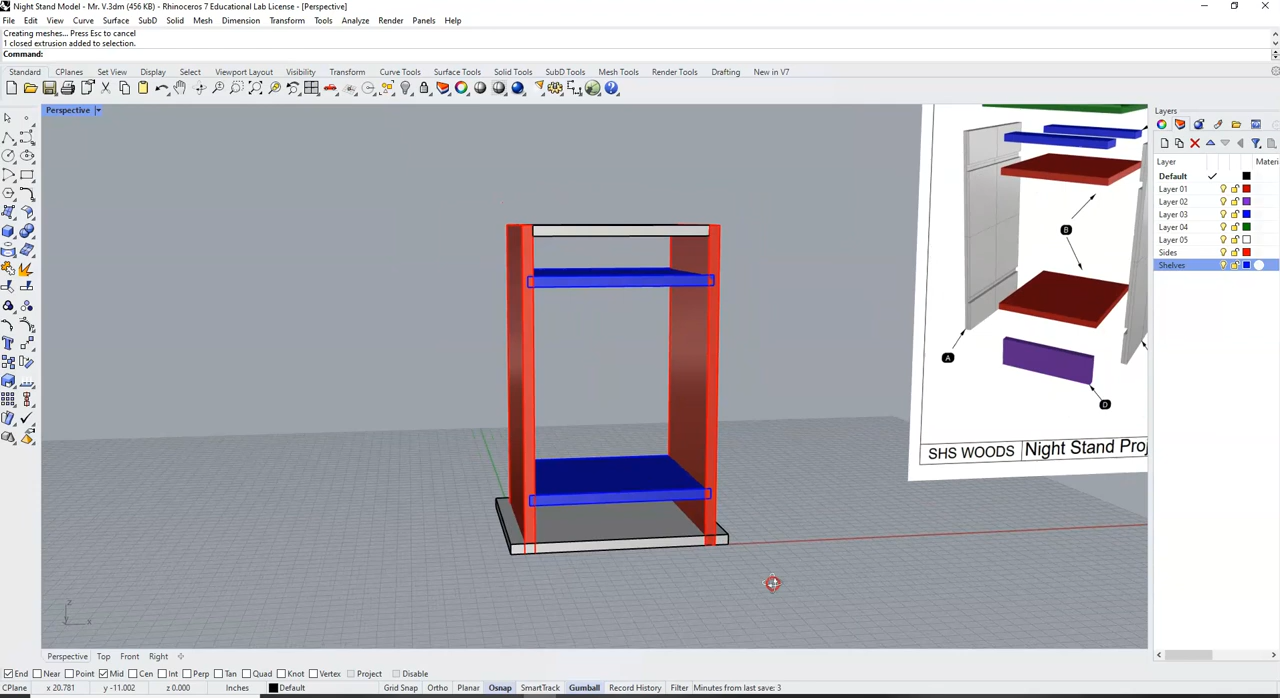 Night Stand Model - Mr. V.3dm (456 KB) - Rhinoceros 7 Educational Lab License - [Perspective]
File Edit View Curve Surface SubD Solid Mesh Dimension Transform Tools Analyze Render Panels Help
Creating meshes... Press Esc to cancel
1 closed extrusion added to selection.
Command:
Standard CPlanes Set View Display Select Viewport Layout Visibility Transform Curve Tools Surface Tools Solid Tools SubD Tools Mesh Tools Render Tools Drafting New in V7
Perspective
Layers
Layer Materi
Default
Layer 01
Layer 02
Layer 03
Layer 04
Layer 05
Sides
Shelves
B
A
D
SHS WOODS Night Stand Proj
z
x
Perspective Top Front Right
End Near Point Mid Cen Int Perp Tan Quad Knot Vertex Project Disable
CPlane x 20.781 y -11.002 z 0.000 Inches Default Grid Snap Ortho Planar Osnap SmartTrack Gumball Record History Filter Minutes from last save: 3